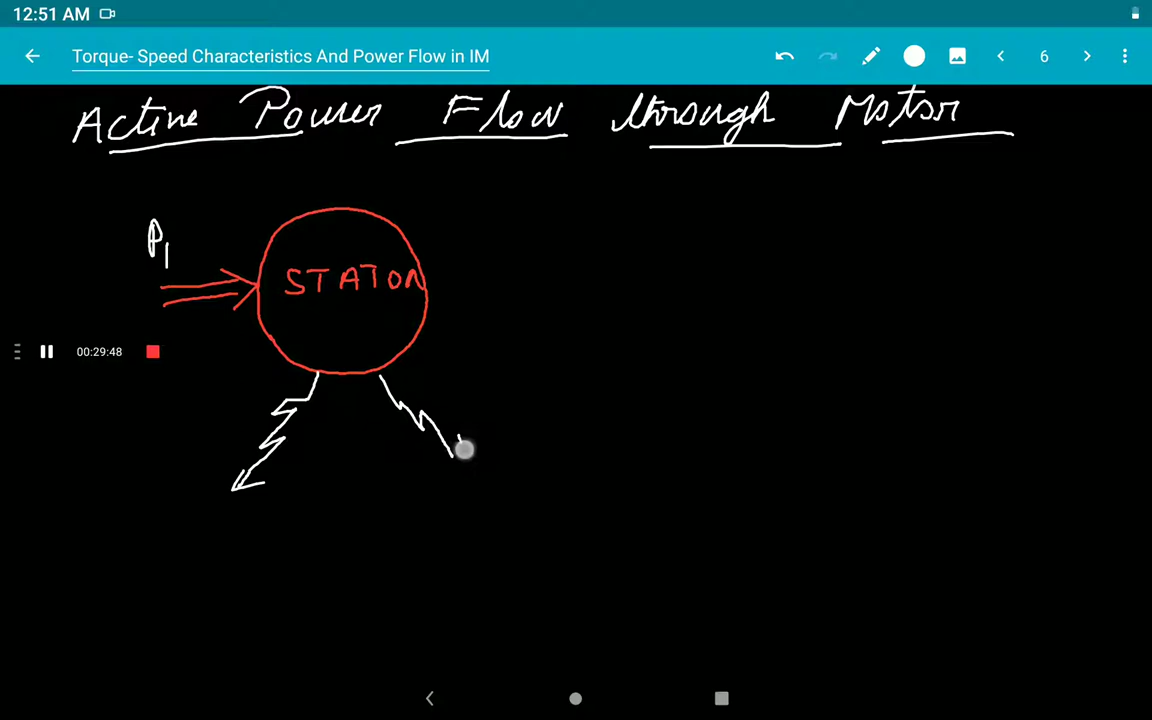 12:51 AM
Torque- Speed Characteristics And Power Flow in IM
6
Active Power Flow through Motor
P1
STATOR
00:29:48